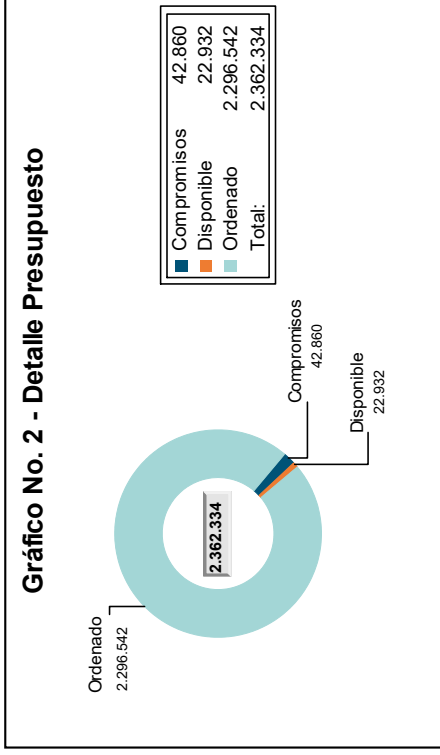 Gráfico No. 2 - Detalle Presupuesto
Ordenado
2.296.542
2.362.334
Compromisos
42.860
Disponible
22.932
Compromisos 42.860
Disponible 22.932
Ordenado 2.296.542
Total: 2.362.334